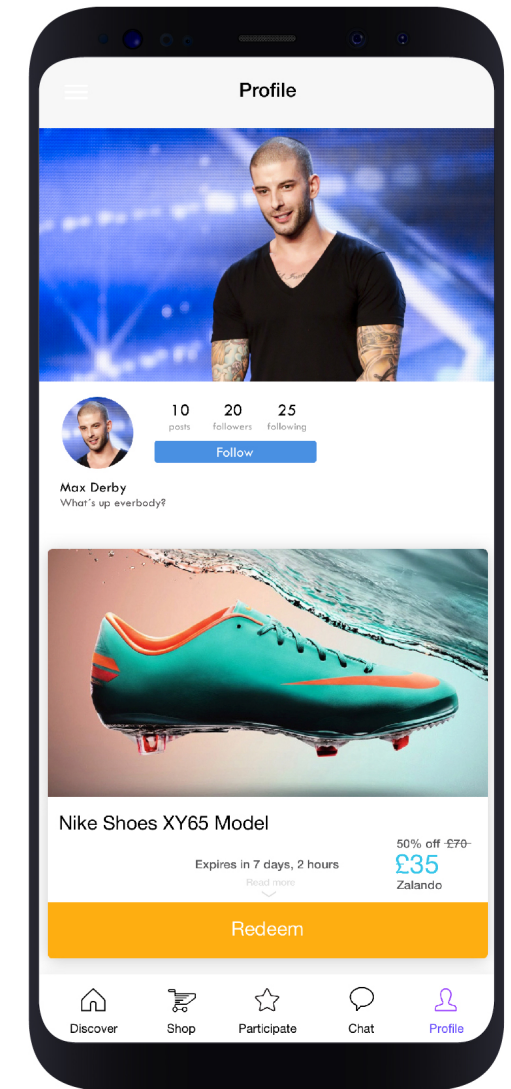 Profile
10 20 25
posts followers following
Follow
Max Derby
What's up everbody?
Nike Shoes XY65 Model
50% off £70
Expires in 7 days, 2 hours
£35
Read more
Zalando
Redeem
Discover Shop Participate Chat Profile